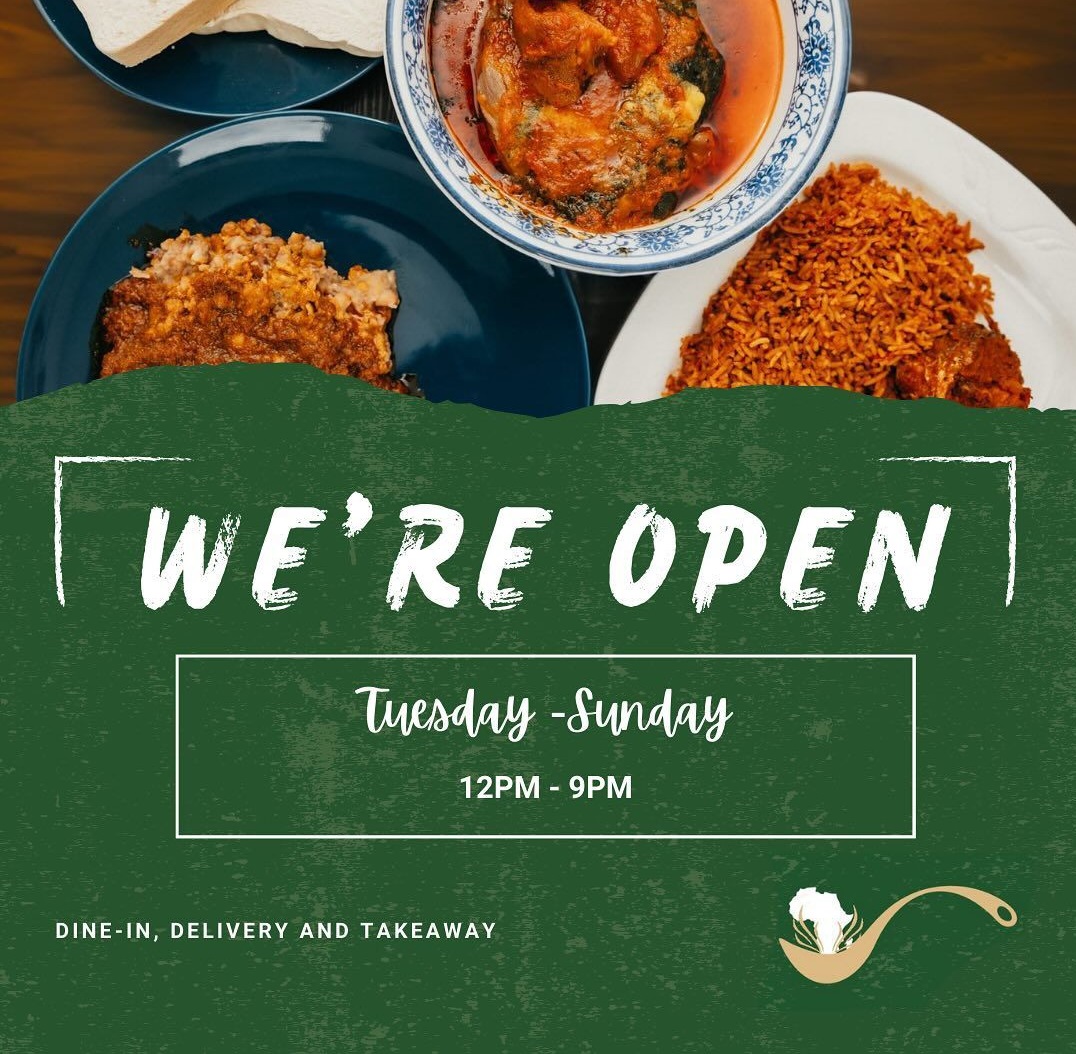 WE'RE OPEN
Tuesday -Sunday
12PM - 9PM
DINE-IN, DELIVERY AND TAKEAWAY